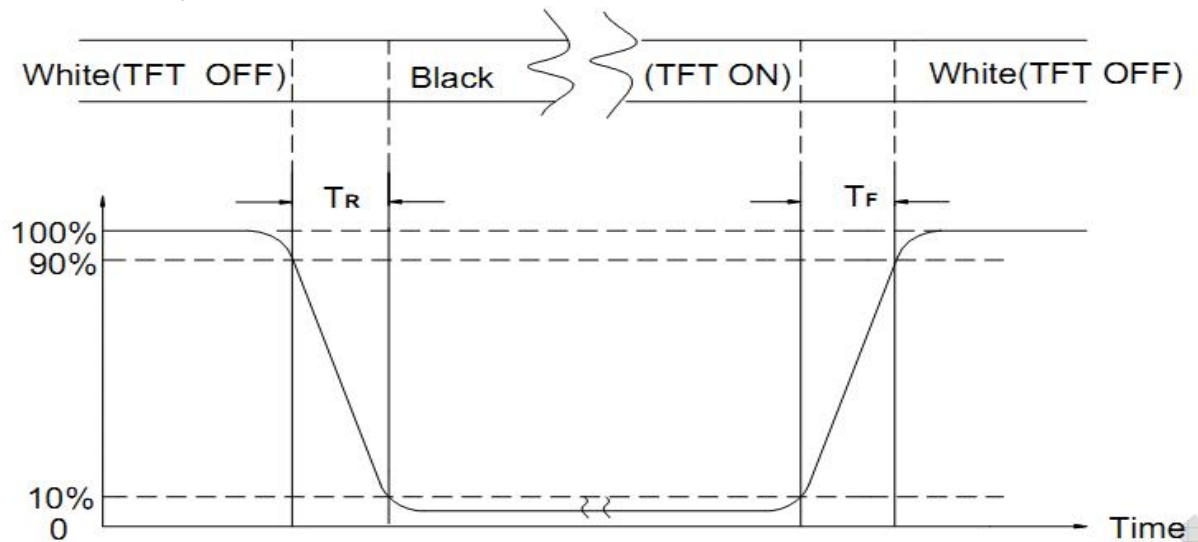 White(TFT OFF) Black (TFT ON) White(TFT OFF)
TR TF
100%
90%
10%
0
Time